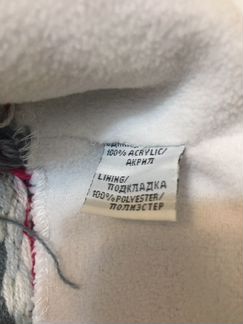 100% ACRYLIC/
АКРИЛ
LINING/
ПОДКЛАДКА
100% POLYESTER/
ПОЛИЭСТЕР